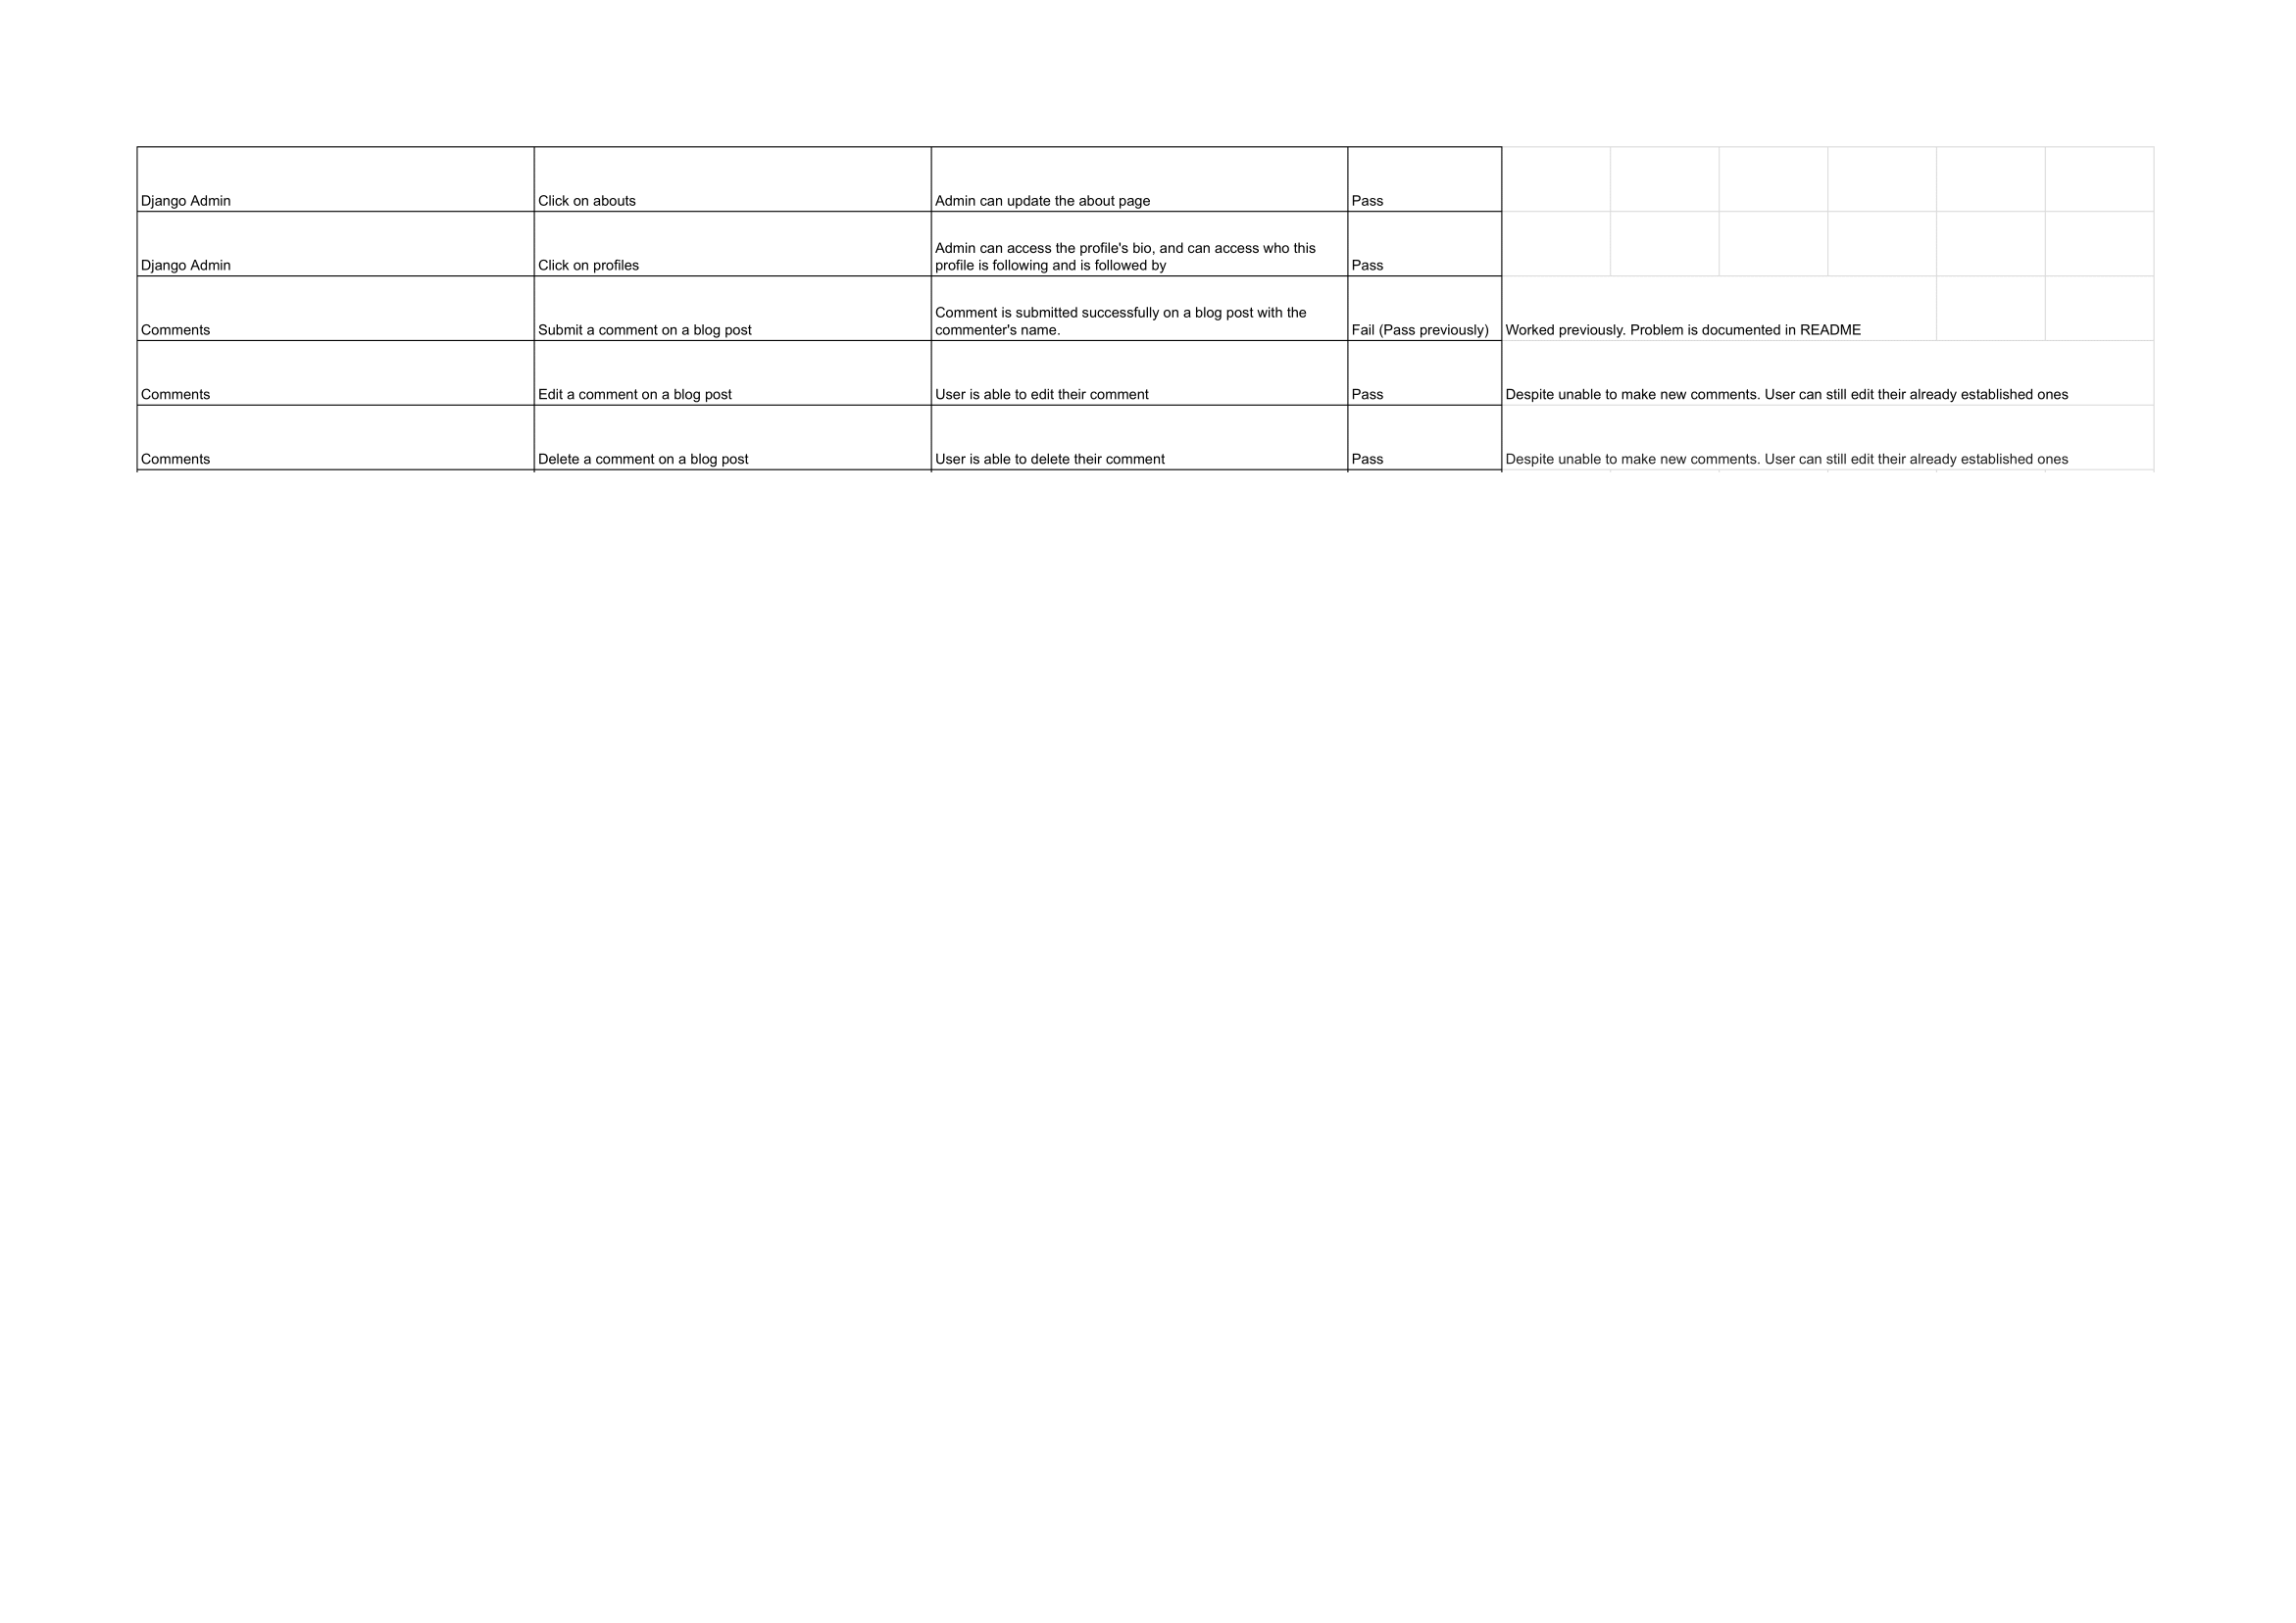 Django Admin
Click on abouts
Admin can update the about page
Pass
Django Admin
Click on profiles
Admin can access the profile's bio, and can access who this
profile is following and is followed by
Pass
Comments
Submit a comment on a blog post
Comment is submitted successfully on a blog post with the
commenter's name.
Fail (Pass previously)
Worked previously. Problem is documented in README
Comments
Edit a comment on a blog post
User is able to edit their comment
Pass
Despite unable to make new comments. User can still edit their already established ones
Comments
Delete a comment on a blog post
User is able to delete their comment
Pass
Despite unable to make new comments. User can still edit their already established ones